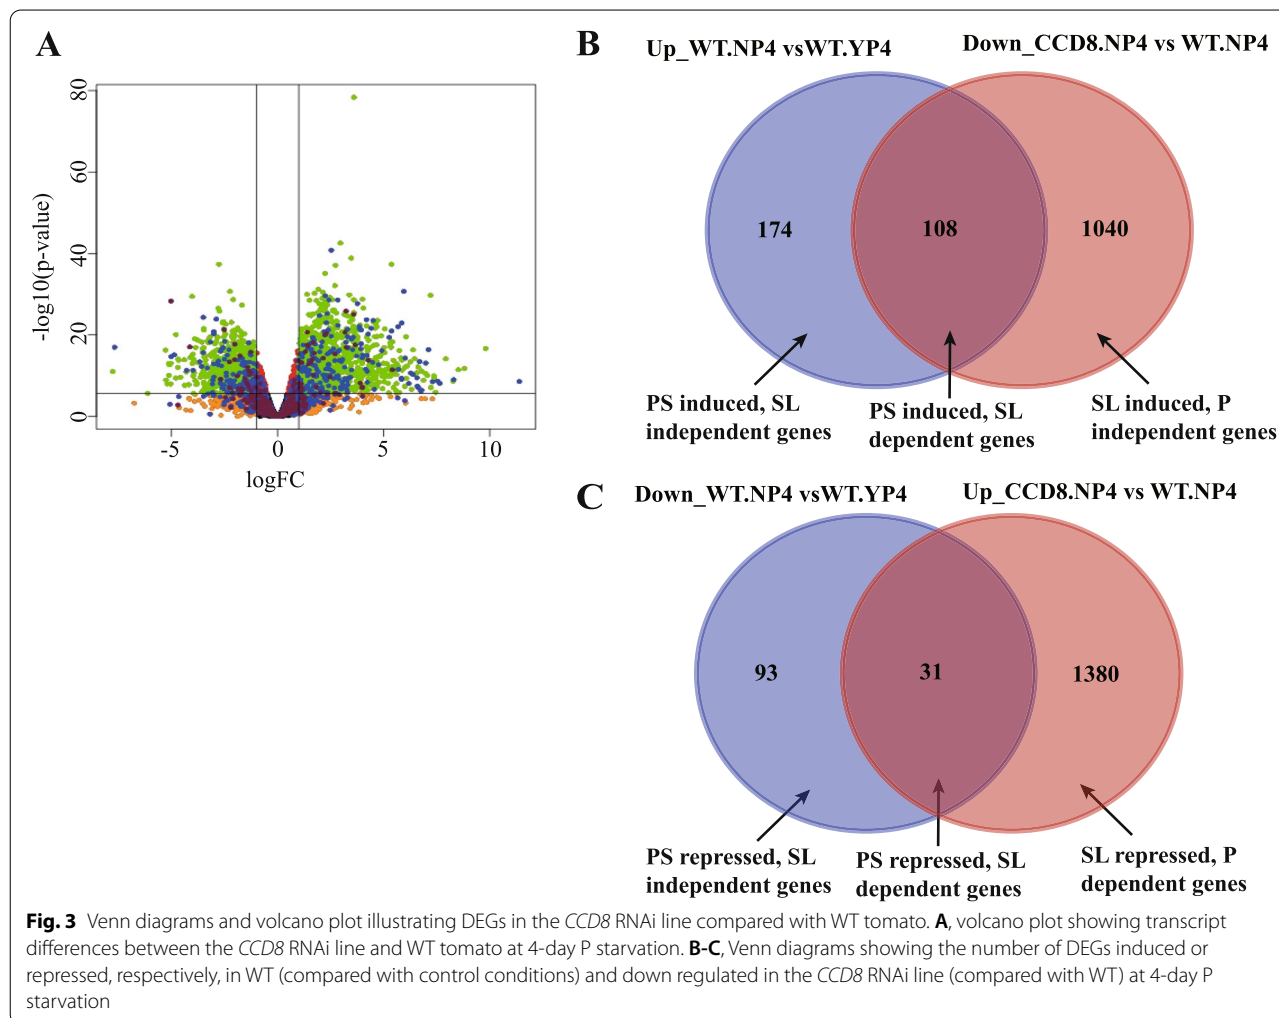 A
80
60
40
20
0
-log10(p-value)
-5
0
5
10
logFC
B
Up_WT.NP4 vsWT.YP4
Down_CCD8.NP4 vs WT.NP4
174
108
1040
PS induced, SL
independent genes
PS induced, SL
dependent genes
SL induced, P
independent genes
C
Down_WT.NP4 vsWT.YP4
Up_CCD8.NP4 vs WT.NP4
93
31
1380
PS repressed, SL
independent genes
PS repressed, SL
dependent genes
SL repressed, P
dependent genes
Fig. 3 Venn diagrams and volcano plot illustrating DEGs in the CCD8 RNAi line compared with WT tomato. A, volcano plot showing transcript
differences between the CCD8 RNAi line and WT tomato at 4-day P starvation. B-C, Venn diagrams showing the number of DEGs induced or
repressed, respectively, in WT (compared with control conditions) and down regulated in the CCD8 RNAi line (compared with WT) at 4-day P
starvation